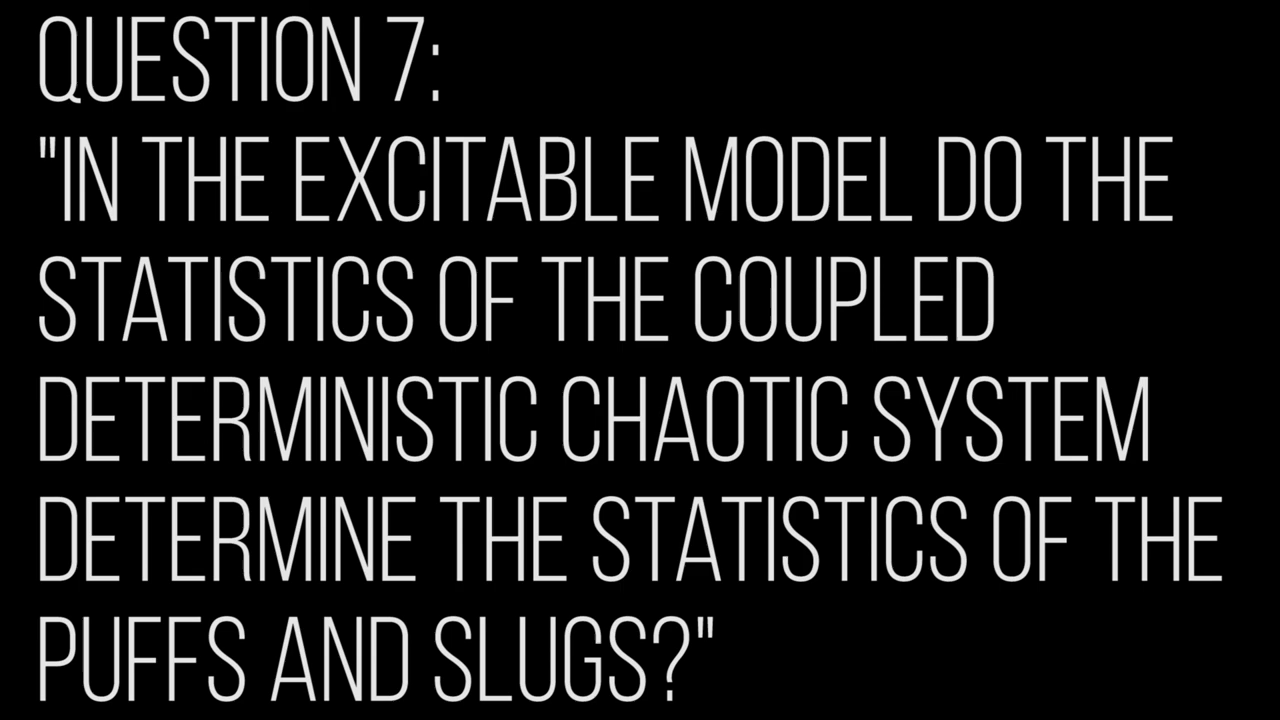 QUESTION 7:
"IN THE EXCITABLE MODEL DO THE
STATISTICS OF THE COUPLED
DETERMINISTIC CHAOTIC SYSTEM
DETERMINE THE STATISTICS OF THE
PUFFS AND SLUGS?"